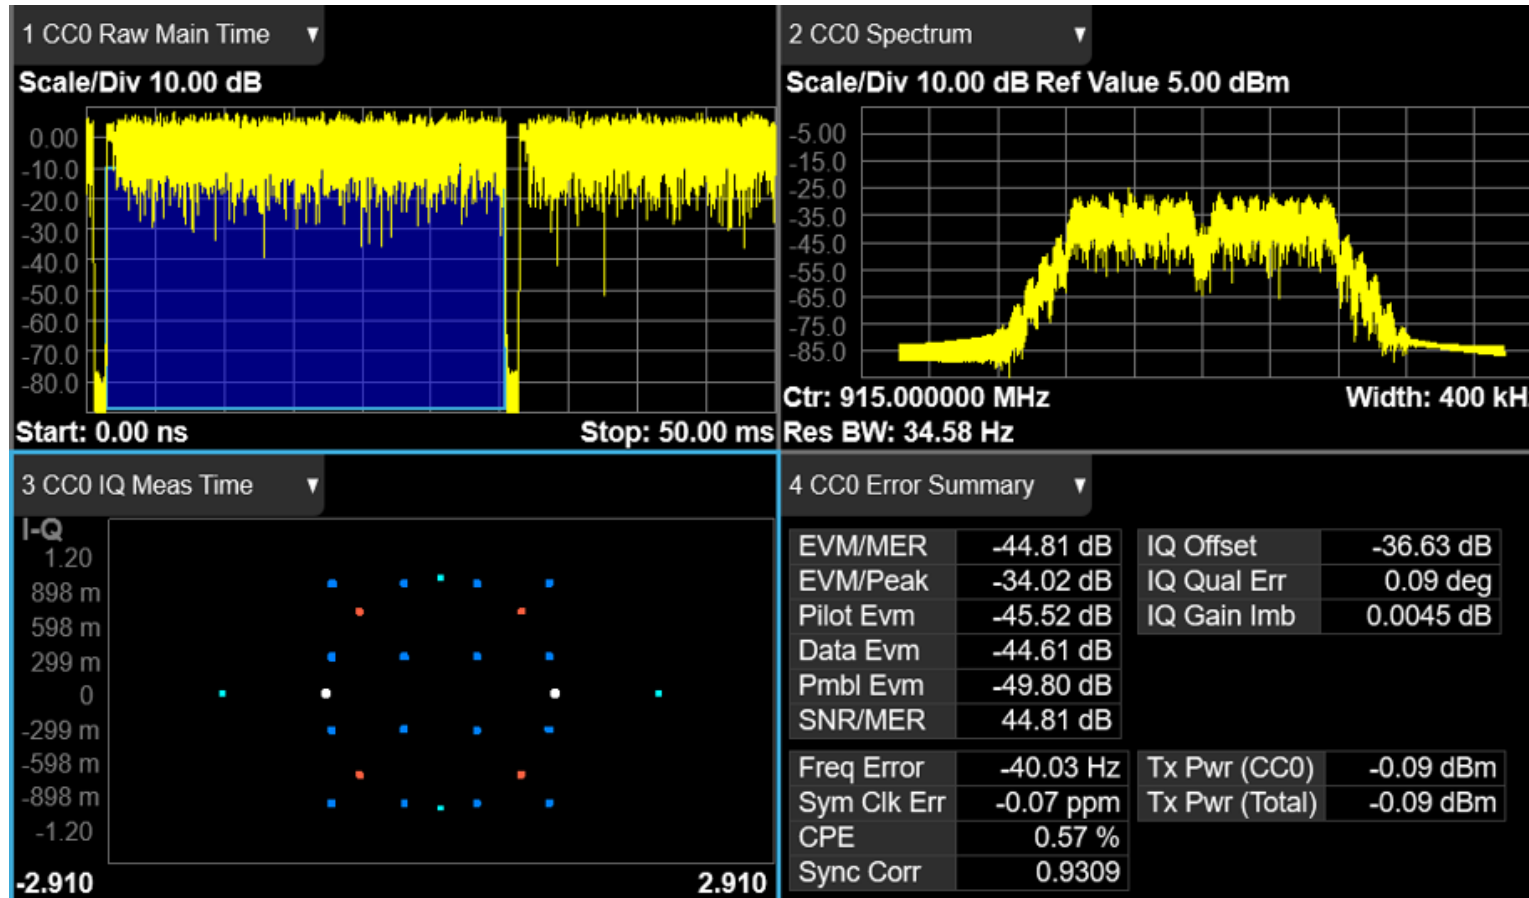 1 CC0 Raw Main Time ▼
Scale/Div 10.00 dB
0.00
-10.0
-20.0
-30.0
-40.0
-50.0
-60.0
-70.0
-80.0
Start: 0.00 ns Stop: 50.00 ms
2 CC0 Spectrum ▼
Scale/Div 10.00 dB Ref Value 5.00 dBm
-5.00
-15.0
-25.0
-35.0
-45.0
-55.0
-65.0
-75.0
-85.0
Ctr: 915.000000 MHz Width: 400 kH
Res BW: 34.58 Hz
3 CC0 IQ Meas Time ▼
I-Q
1.20
898 m
598 m
299 m
0
-299 m
-598 m
-898 m
-1.20
-2.910 2.910
4 CC0 Error Summary ▼
EVM/MER -44.81 dB IQ Offset -36.63 dB
EVM/Peak -34.02 dB IQ Qual Err 0.09 deg
Pilot Evm -45.52 dB IQ Gain Imb 0.0045 dB
Data Evm -44.61 dB
Pmbl Evm -49.80 dB
SNR/MER 44.81 dB
Freq Error -40.03 Hz Tx Pwr (CC0) -0.09 dBm
Sym Clk Err -0.07 ppm Tx Pwr (Total) -0.09 dBm
CPE 0.57 %
Sync Corr 0.9309